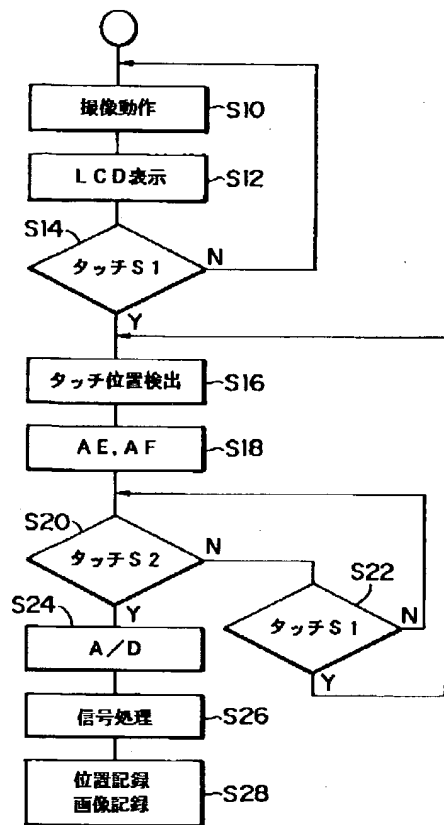 撮像動作
S10
LCD表示
S12
S14
タッチS1
N
Y
タッチ位置検出
S16
AE,AF
S18
S20
タッチS2
N
S22
タッチS1
N
Y
Y
S24
A/D
信号処理
S26
位置記録
画像記録
S28